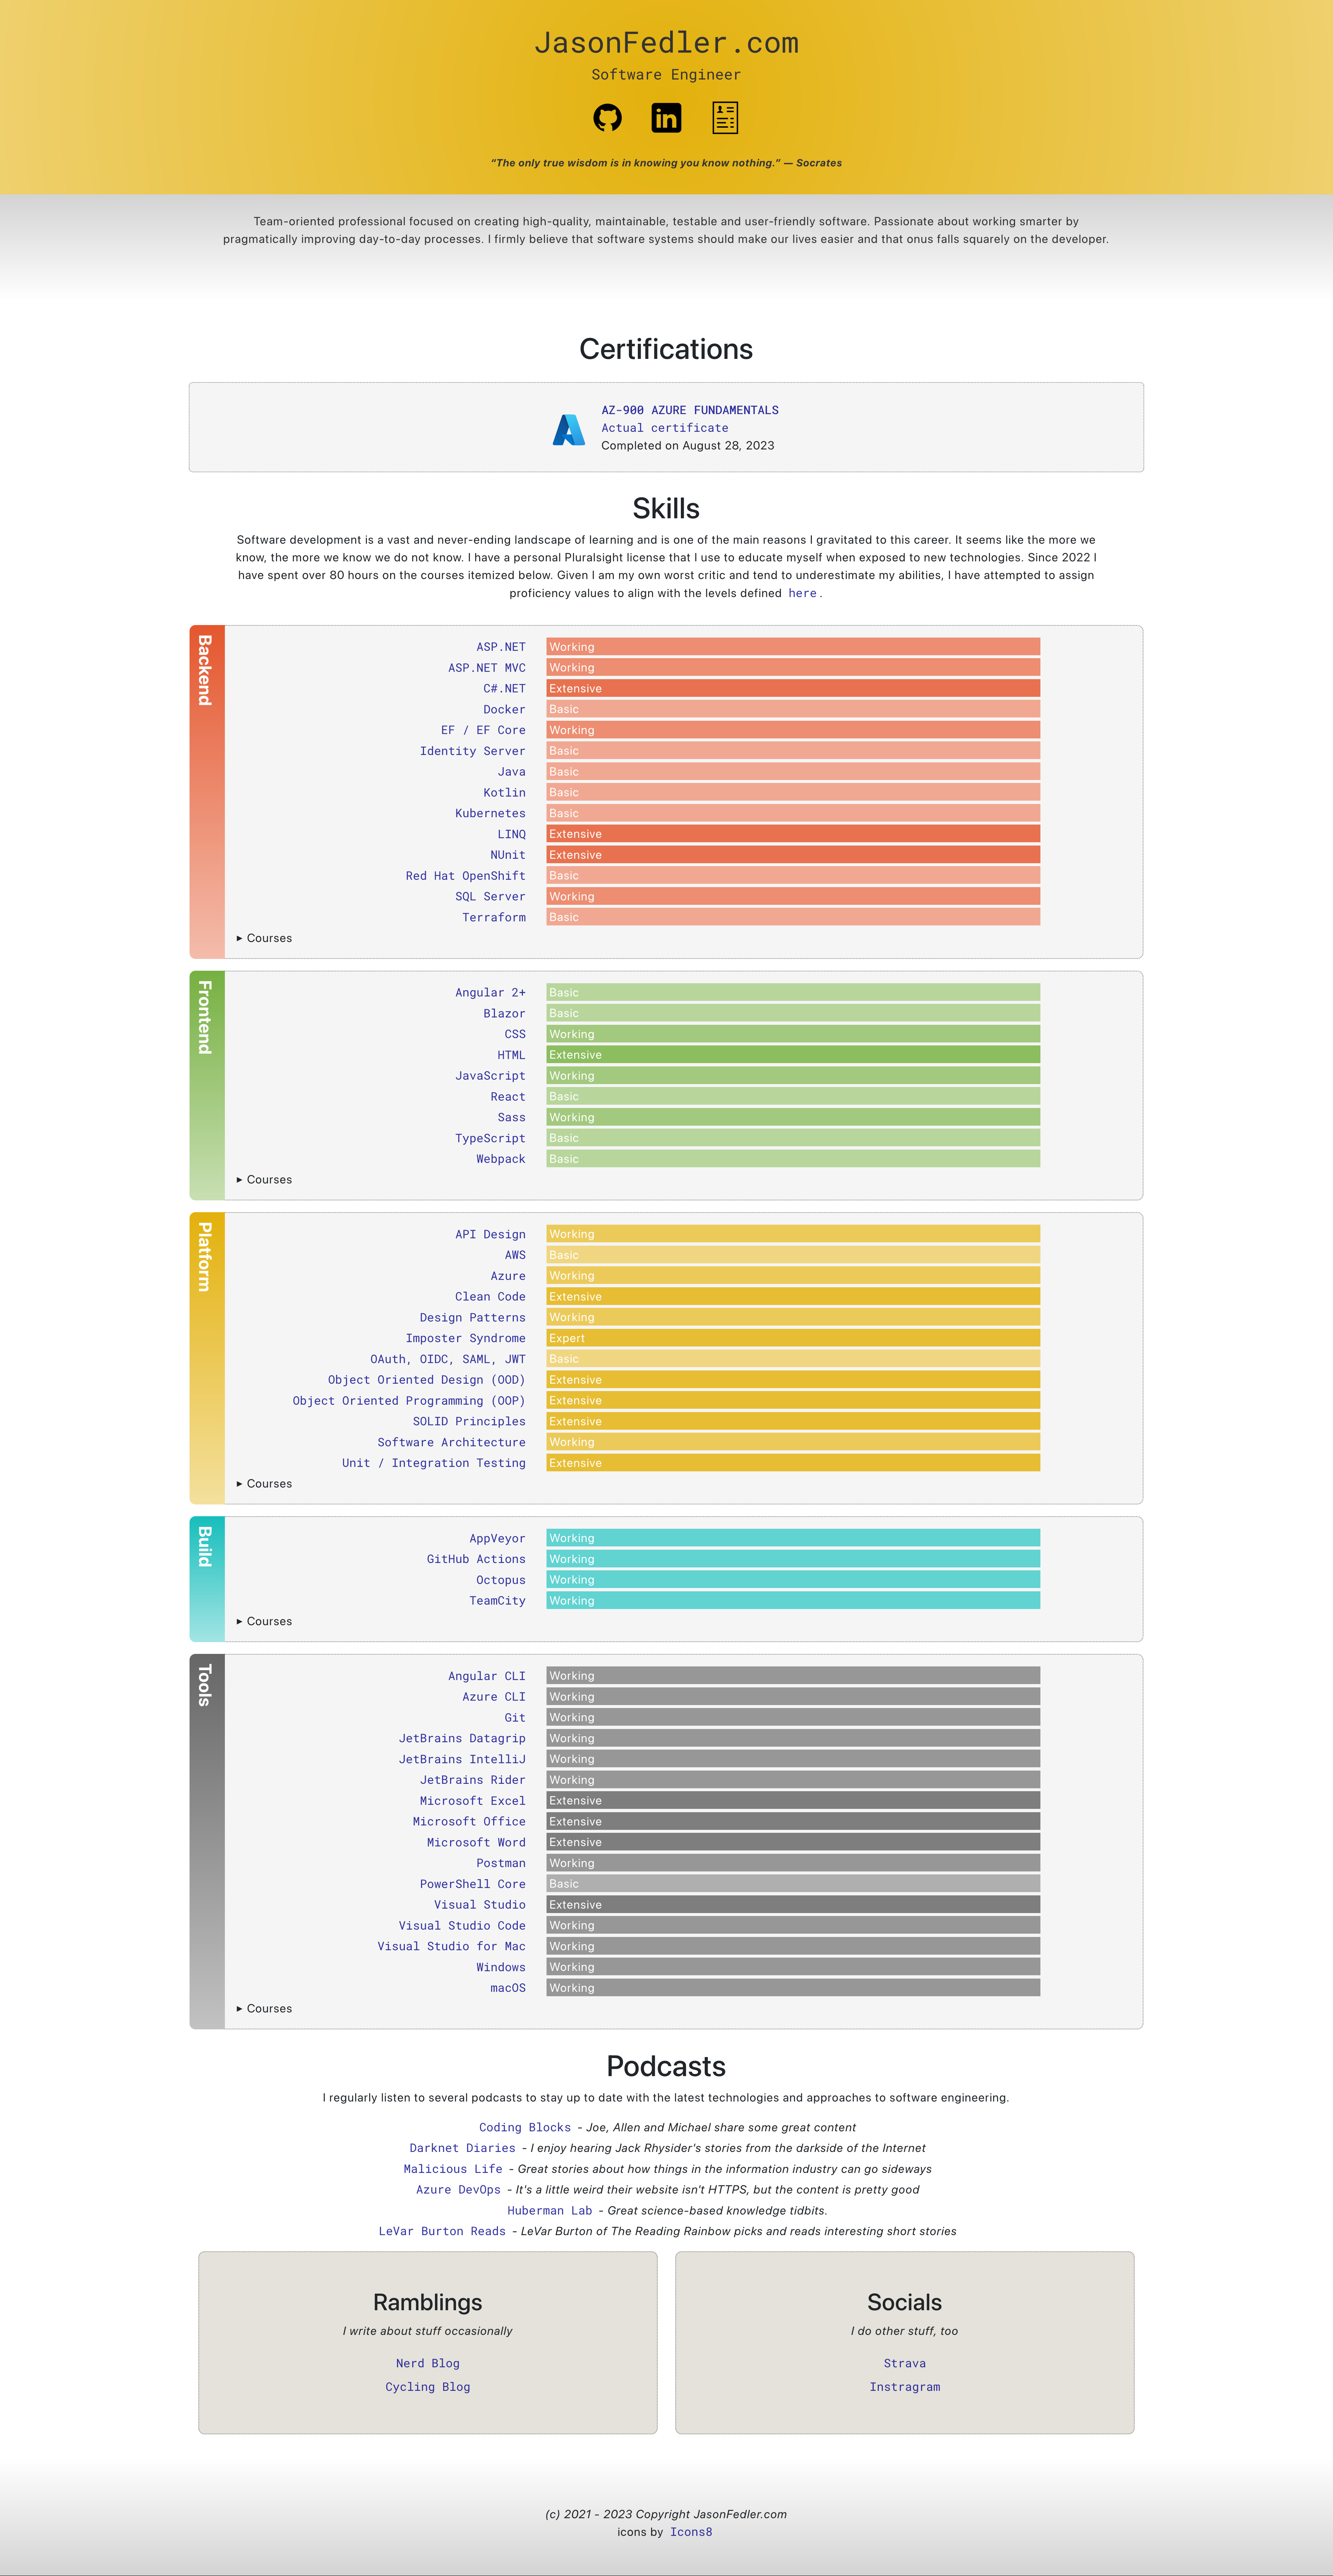 JasonFedler.com
Software Engineer
“The only true wisdom is in knowing you know nothing.” — Socrates
Team-oriented professional focused on creating high-quality, maintainable, testable and user-friendly software. Passionate about working smarter by
pragmatically improving day-to-day processes. I firmly believe that software systems should make our lives easier and that onus falls squarely on the developer.
Certifications
AZ-900 AZURE FUNDAMENTALS
Actual certificate
Completed on August 28, 2023
Skills
Software development is a vast and never-ending landscape of learning and is one of the main reasons I gravitated to this career. It seems like the more we
know, the more we know we do not know. I have a personal Pluralsight license that I use to educate myself when exposed to new technologies. Since 2022 I
have spent over 80 hours on the courses itemized below. Given I am my own worst critic and tend to underestimate my abilities, I have attempted to assign
proficiency values to align with the levels defined here.
Backend
ASP.NET Working
ASP.NET MVC Working
C#.NET Extensive
Docker Basic
EF / EF Core Working
Identity Server Basic
Java Basic
Kotlin Basic
Kubernetes Basic
LINQ Extensive
NUnit Extensive
Red Hat OpenShift Basic
SQL Server Working
Terraform Basic
▸ Courses
Frontend
Angular 2+ Basic
Blazor Basic
CSS Working
HTML Extensive
JavaScript Working
React Basic
Sass Working
TypeScript Basic
Webpack Basic
▸ Courses
Platform
API Design Working
AWS Basic
Azure Working
Clean Code Extensive
Design Patterns Working
Imposter Syndrome Expert
OAuth, OIDC, SAML, JWT Basic
Object Oriented Design (OOD) Extensive
Object Oriented Programming (OOP) Extensive
SOLID Principles Extensive
Software Architecture Working
Unit / Integration Testing Extensive
▸ Courses
Build
AppVeyor Working
GitHub Actions Working
Octopus Working
TeamCity Working
▸ Courses
Tools
Angular CLI Working
Azure CLI Working
Git Working
JetBrains Datagrip Working
JetBrains IntelliJ Working
JetBrains Rider Working
Microsoft Excel Extensive
Microsoft Office Extensive
Microsoft Word Extensive
Postman Working
PowerShell Core Basic
Visual Studio Extensive
Visual Studio Code Working
Visual Studio for Mac Working
Windows Working
macOS Working
▸ Courses
Podcasts
I regularly listen to several podcasts to stay up to date with the latest technologies and approaches to software engineering.
Coding Blocks - Joe, Allen and Michael share some great content
Darknet Diaries - I enjoy hearing Jack Rhysider's stories from the darkside of the Internet
Malicious Life - Great stories about how things in the information industry can go sideways
Azure DevOps - It's a little weird their website isn't HTTPS, but the content is pretty good
Huberman Lab - Great science-based knowledge tidbits.
LeVar Burton Reads - LeVar Burton of The Reading Rainbow picks and reads interesting short stories
Ramblings
I write about stuff occasionally
Nerd Blog
Cycling Blog
Socials
I do other stuff, too
Strava
Instragram
(c) 2021 - 2023 Copyright JasonFedler.com
icons by Icons8